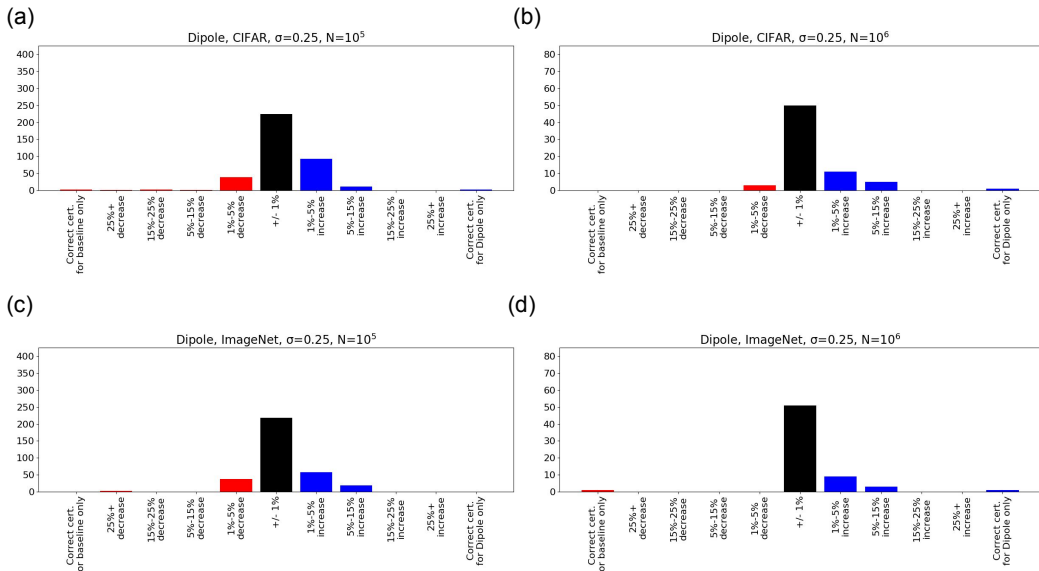 (a)
Dipole, CIFAR, σ=0.25, N=10⁵
400
350
300
250
200
150
100
50
0
Correct cert.
for baseline only
25%+
decrease
15%-25%
decrease
5%-15%
decrease
1%-5%
decrease
+/- 1%
1%-5%
increase
5%-15%
increase
15%-25%
increase
25%+
increase
Correct cert.
for Dipole only
(b)
Dipole, CIFAR, σ=0.25, N=10⁶
80
70
60
50
40
30
20
10
0
Correct cert.
for baseline only
25%+
decrease
15%-25%
decrease
5%-15%
decrease
1%-5%
decrease
+/- 1%
1%-5%
increase
5%-15%
increase
15%-25%
increase
25%+
increase
Correct cert.
for Dipole only
(c)
Dipole, ImageNet, σ=0.25, N=10⁵
400
350
300
250
200
150
100
50
0
Correct cert.
or baseline only
25%+
decrease
15%-25%
decrease
5%-15%
decrease
1%-5%
decrease
+/- 1%
1%-5%
increase
5%-15%
increase
15%-25%
increase
25%+
increase
Correct cert.
for Dipole only
(d)
Dipole, ImageNet, σ=0.25, N=10⁶
80
70
60
50
40
30
20
10
0
Correct cert.
or baseline only
25%+
decrease
15%-25%
decrease
5%-15%
decrease
1%-5%
decrease
+/- 1%
1%-5%
increase
5%-15%
increase
15%-25%
increase
25%+
increase
Correct cert.
for Dipole only